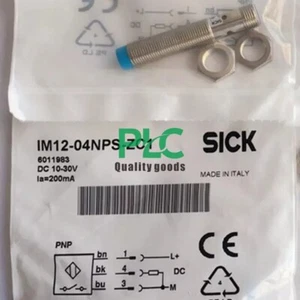 IM12-04NPS-ZC1
SICK
PLC
Quality goods
6011983
DC 10-30V
Ia=200mA
MADE IN ITALY
PNP
bn 1 L+
bk 4 DC
bu 3 M
CE